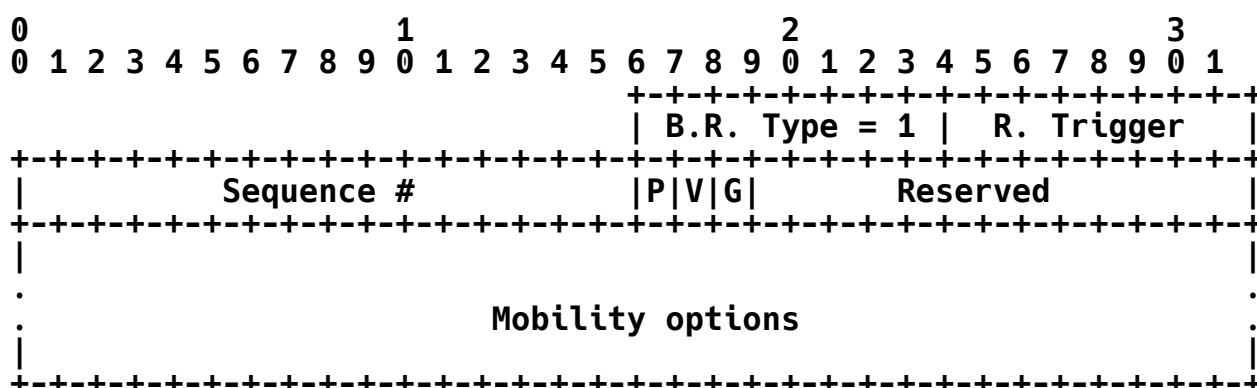 0                   1                   2                   3
0 1 2 3 4 5 6 7 8 9 0 1 2 3 4 5 6 7 8 9 0 1 2 3 4 5 6 7 8 9 0 1
                                +-+-+-+-+-+-+-+-+-+-+-+-+-+-+-+-+
                                | B.R. Type = 1 |  R. Trigger   |
+-+-+-+-+-+-+-+-+-+-+-+-+-+-+-+-+-+-+-+-+-+-+-+-+-+-+-+-+-+-+-+-+
|          Sequence #           |P|V|G|       Reserved          |
+-+-+-+-+-+-+-+-+-+-+-+-+-+-+-+-+-+-+-+-+-+-+-+-+-+-+-+-+-+-+-+-+
|                                                               |
.                                                               .
.                        Mobility options                       .
|                                                               |
+-+-+-+-+-+-+-+-+-+-+-+-+-+-+-+-+-+-+-+-+-+-+-+-+-+-+-+-+-+-+-+-+